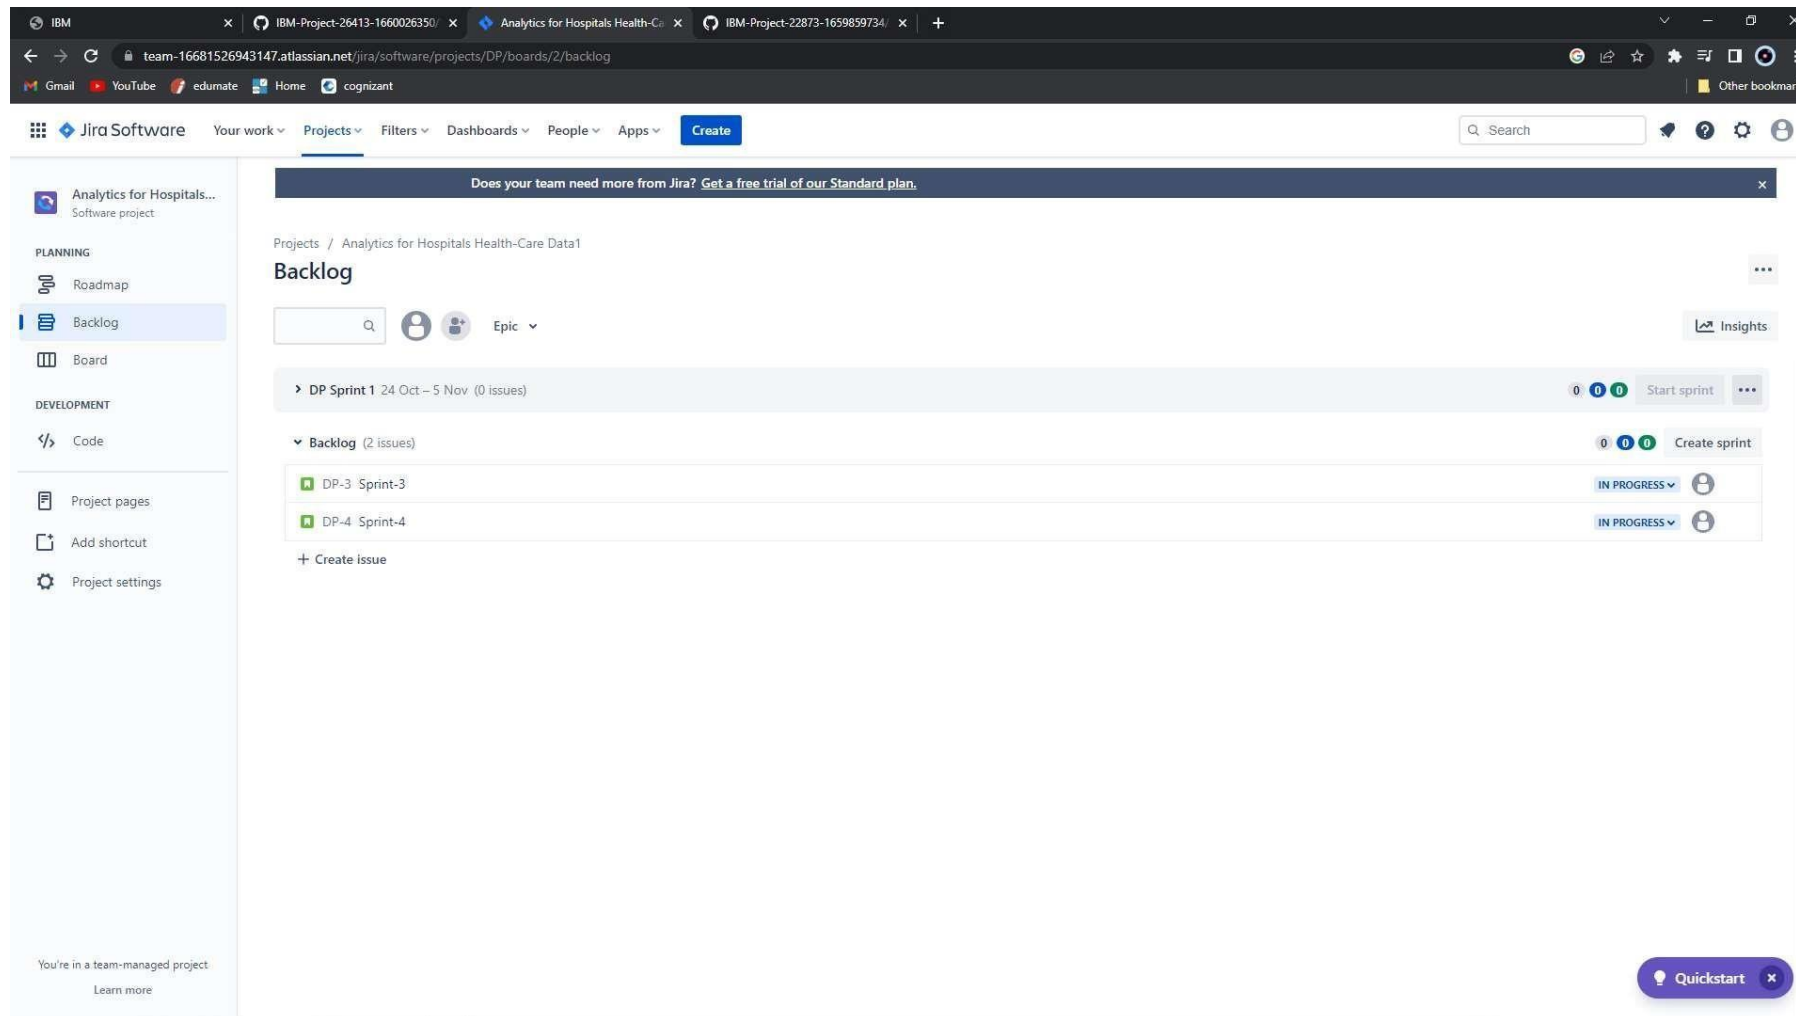 IBM
IBM-Project-26413-1660026350/
Analytics for Hospitals Health-Ca
IBM-Project-22873-1659859734/
team-16681526943147.atlassian.net/jira/software/projects/DP/boards/2/backlog
Gmail YouTube edumate Home cognizant Other bookmar
Jira Software Your work Projects Filters Dashboards People Apps Create Search
Does your team need more from Jira? Get a free trial of our Standard plan.
Analytics for Hospitals...
Software project
PLANNING
Roadmap
Backlog
Board
DEVELOPMENT
Code
Project pages
Add shortcut
Project settings
You're in a team-managed project
Learn more
Projects / Analytics for Hospitals Health-Care Data1
Backlog
Epic
Insights
DP Sprint 1 24 Oct – 5 Nov (0 issues) 0 0 0 Start sprint
Backlog (2 issues) 0 0 0 Create sprint
DP-3 Sprint-3 IN PROGRESS
DP-4 Sprint-4 IN PROGRESS
+ Create issue
Quickstart